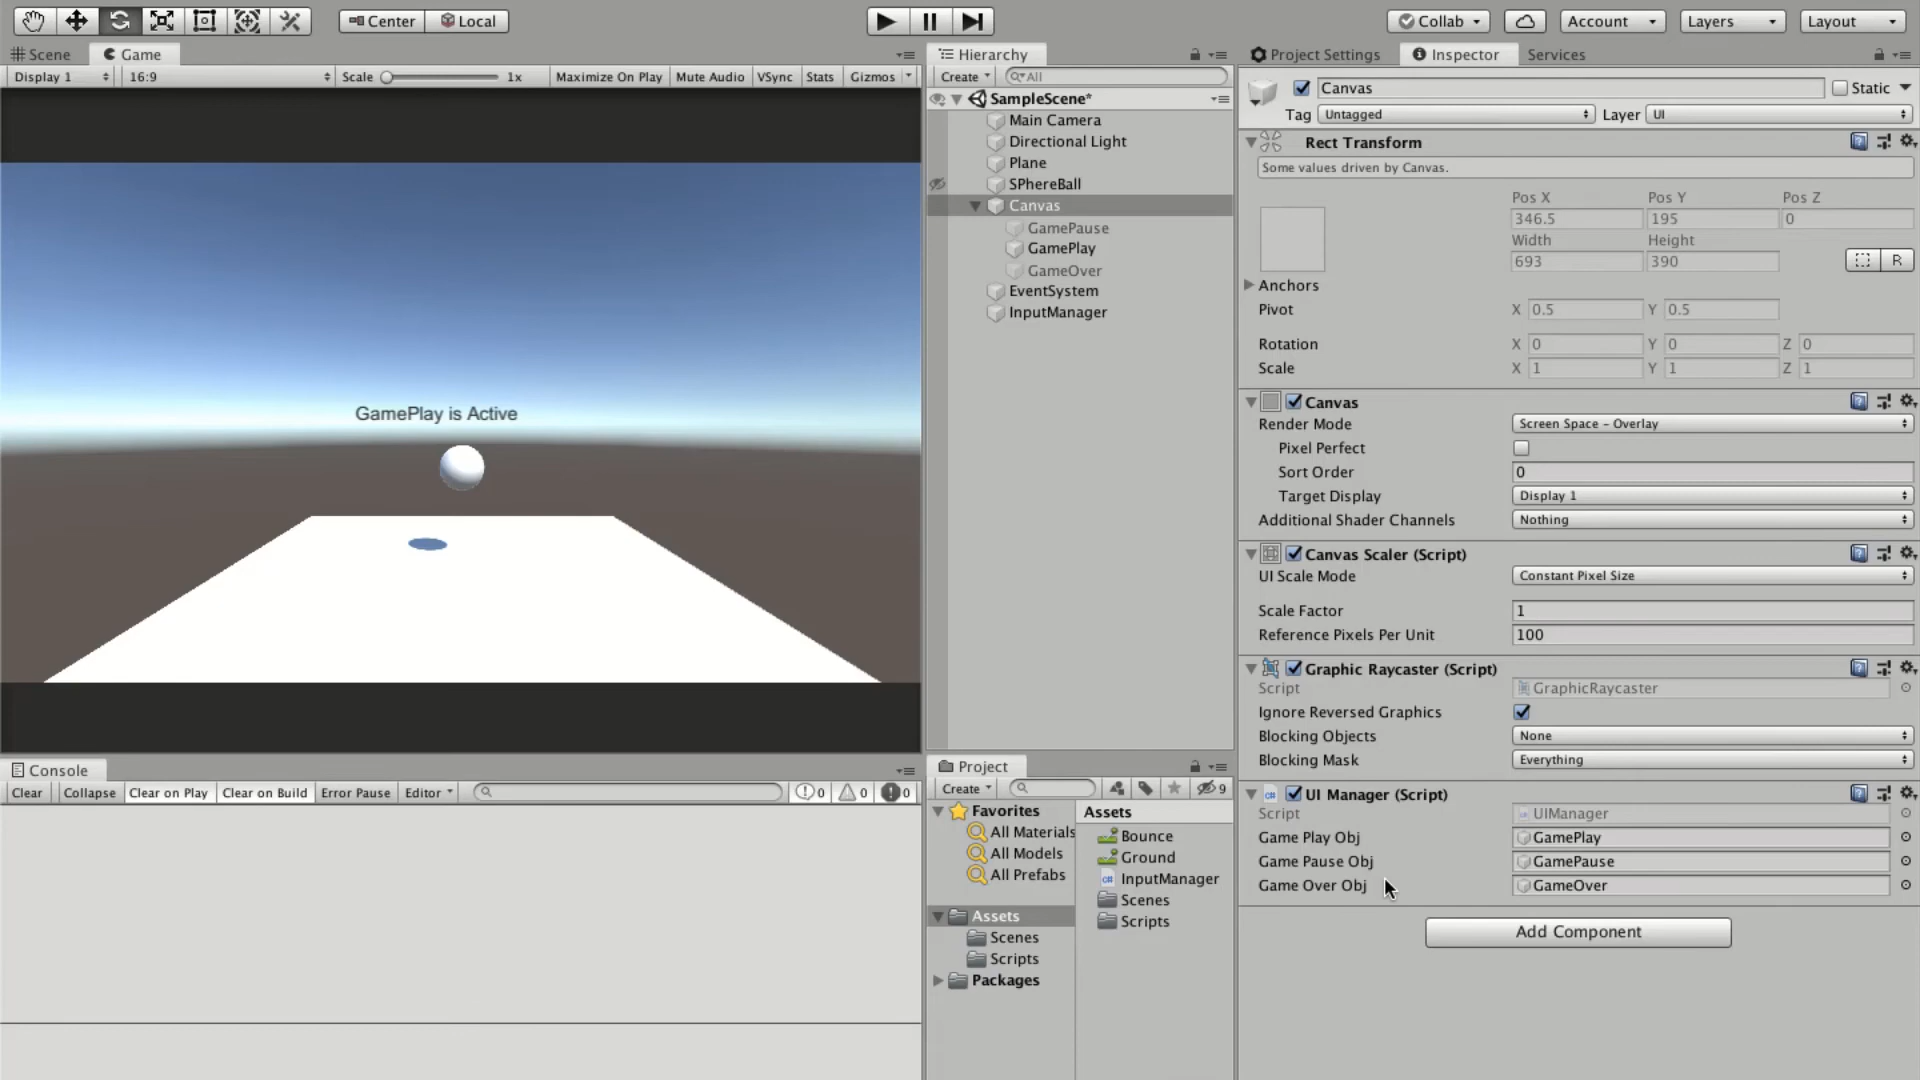 Center Local
Collab Account Layers Layout
Scene Game
Display 1 16:9 Scale 1x Maximize On Play Mute Audio VSync Stats Gizmos
GamePlay is Active
Console
Clear Collapse Clear on Play Clear on Build Error Pause Editor 0 0 0
Hierarchy
Create All
SampleScene*
Main Camera
Directional Light
Plane
SPhereBall
Canvas
GamePause
GamePlay
GameOver
EventSystem
InputManager
Project
Create 9
Favorites
All Materials
All Models
All Prefabs
Assets
Scenes
Scripts
Packages
Assets
Bounce
Ground
InputManager
Scenes
Scripts
Project Settings Inspector Services
Canvas Static
Tag Untagged Layer UI
Rect Transform
Some values driven by Canvas.
Pos X Pos Y Pos Z
346.5 195 0
Width Height
693 390 R
Anchors
Pivot X 0.5 Y 0.5
Rotation X 0 Y 0 Z 0
Scale X 1 Y 1 Z 1
Canvas
Render Mode Screen Space - Overlay
Pixel Perfect
Sort Order 0
Target Display Display 1
Additional Shader Channels Nothing
Canvas Scaler (Script)
UI Scale Mode Constant Pixel Size
Scale Factor 1
Reference Pixels Per Unit 100
Graphic Raycaster (Script)
Script GraphicRaycaster
Ignore Reversed Graphics
Blocking Objects None
Blocking Mask Everything
UI Manager (Script)
Script UIManager
Game Play Obj GamePlay
Game Pause Obj GamePause
Game Over Obj GameOver
Add Component